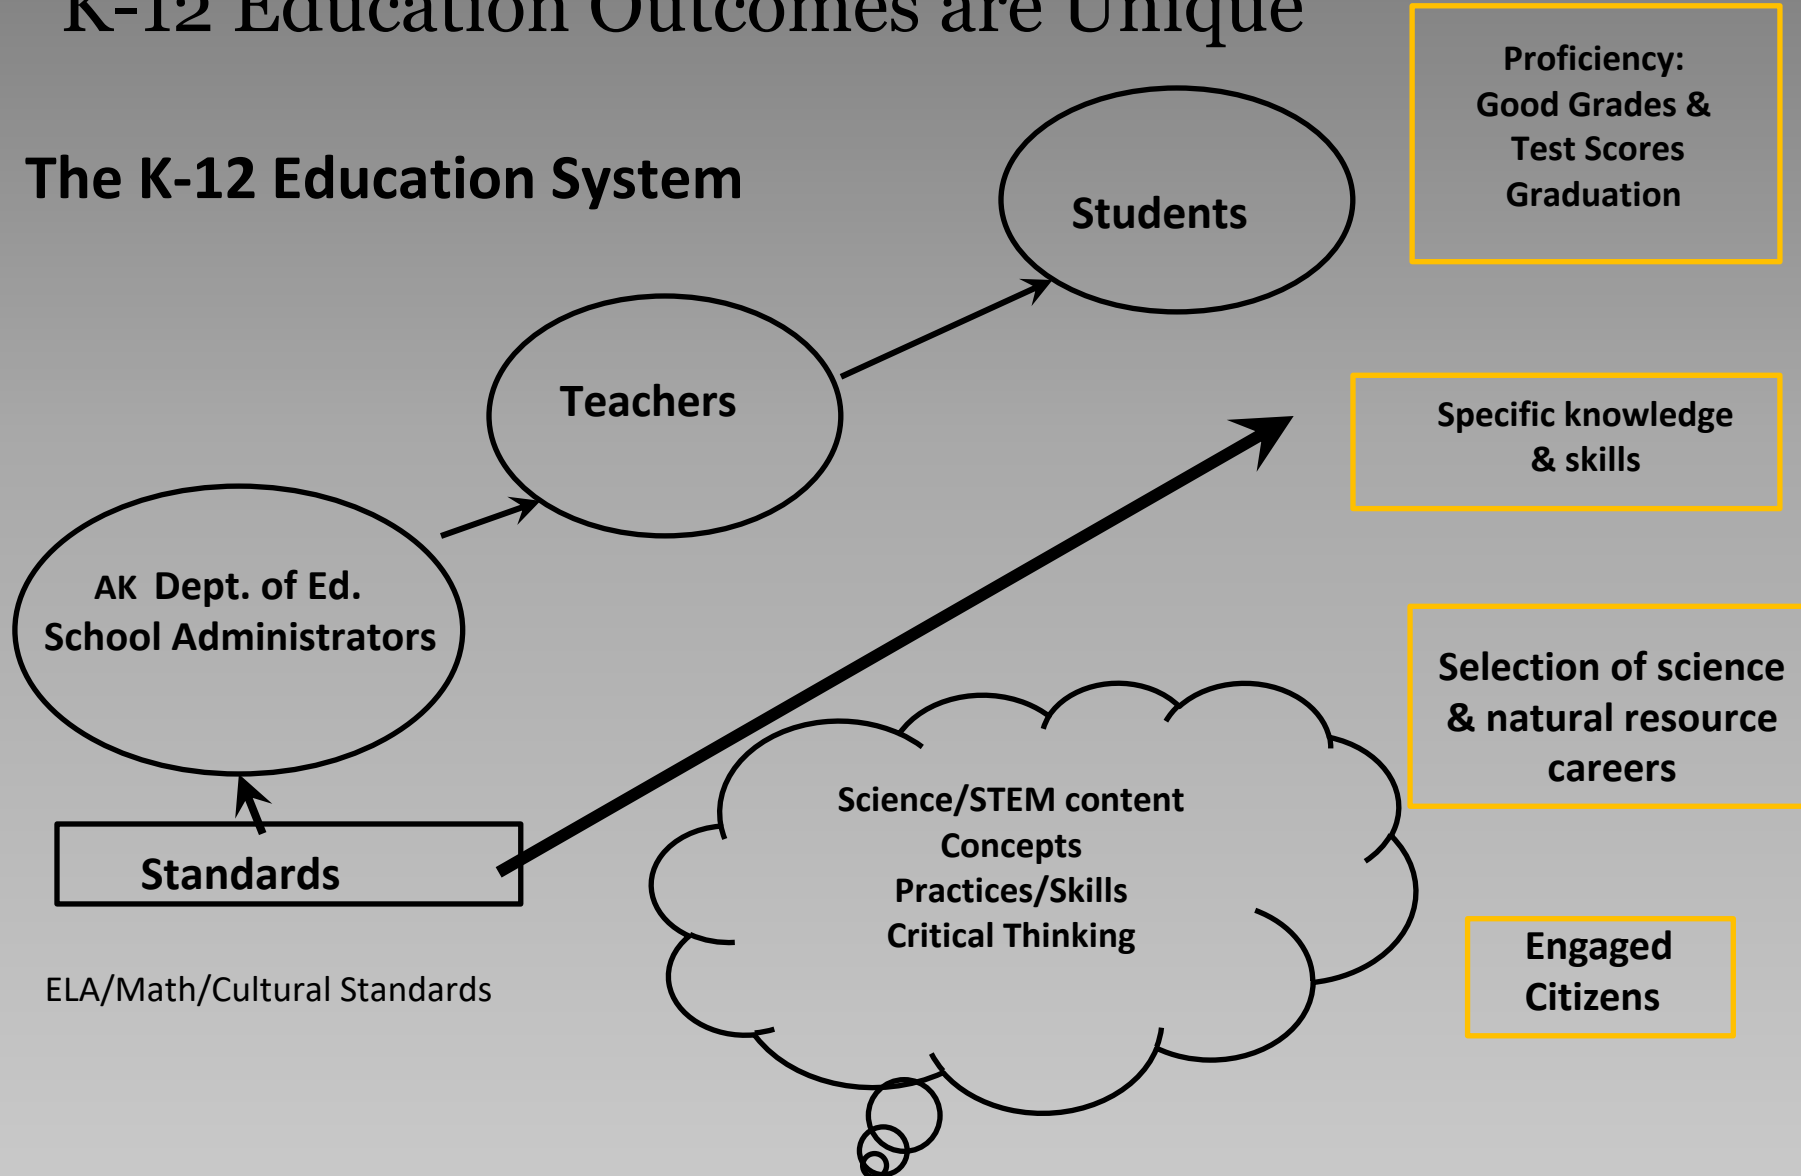 K-12 Education Outcomes are Unique
The K-12 Education System
Proficiency:
Good Grades &
Test Scores
Graduation
Students
Teachers
Specific knowledge
& skills
AK Dept. of Ed.
School Administrators
Selection of science
& natural resource
careers
Science/STEM content
Concepts
Practices/Skills
Critical Thinking
Standards
ELA/Math/Cultural Standards
Engaged
Citizens